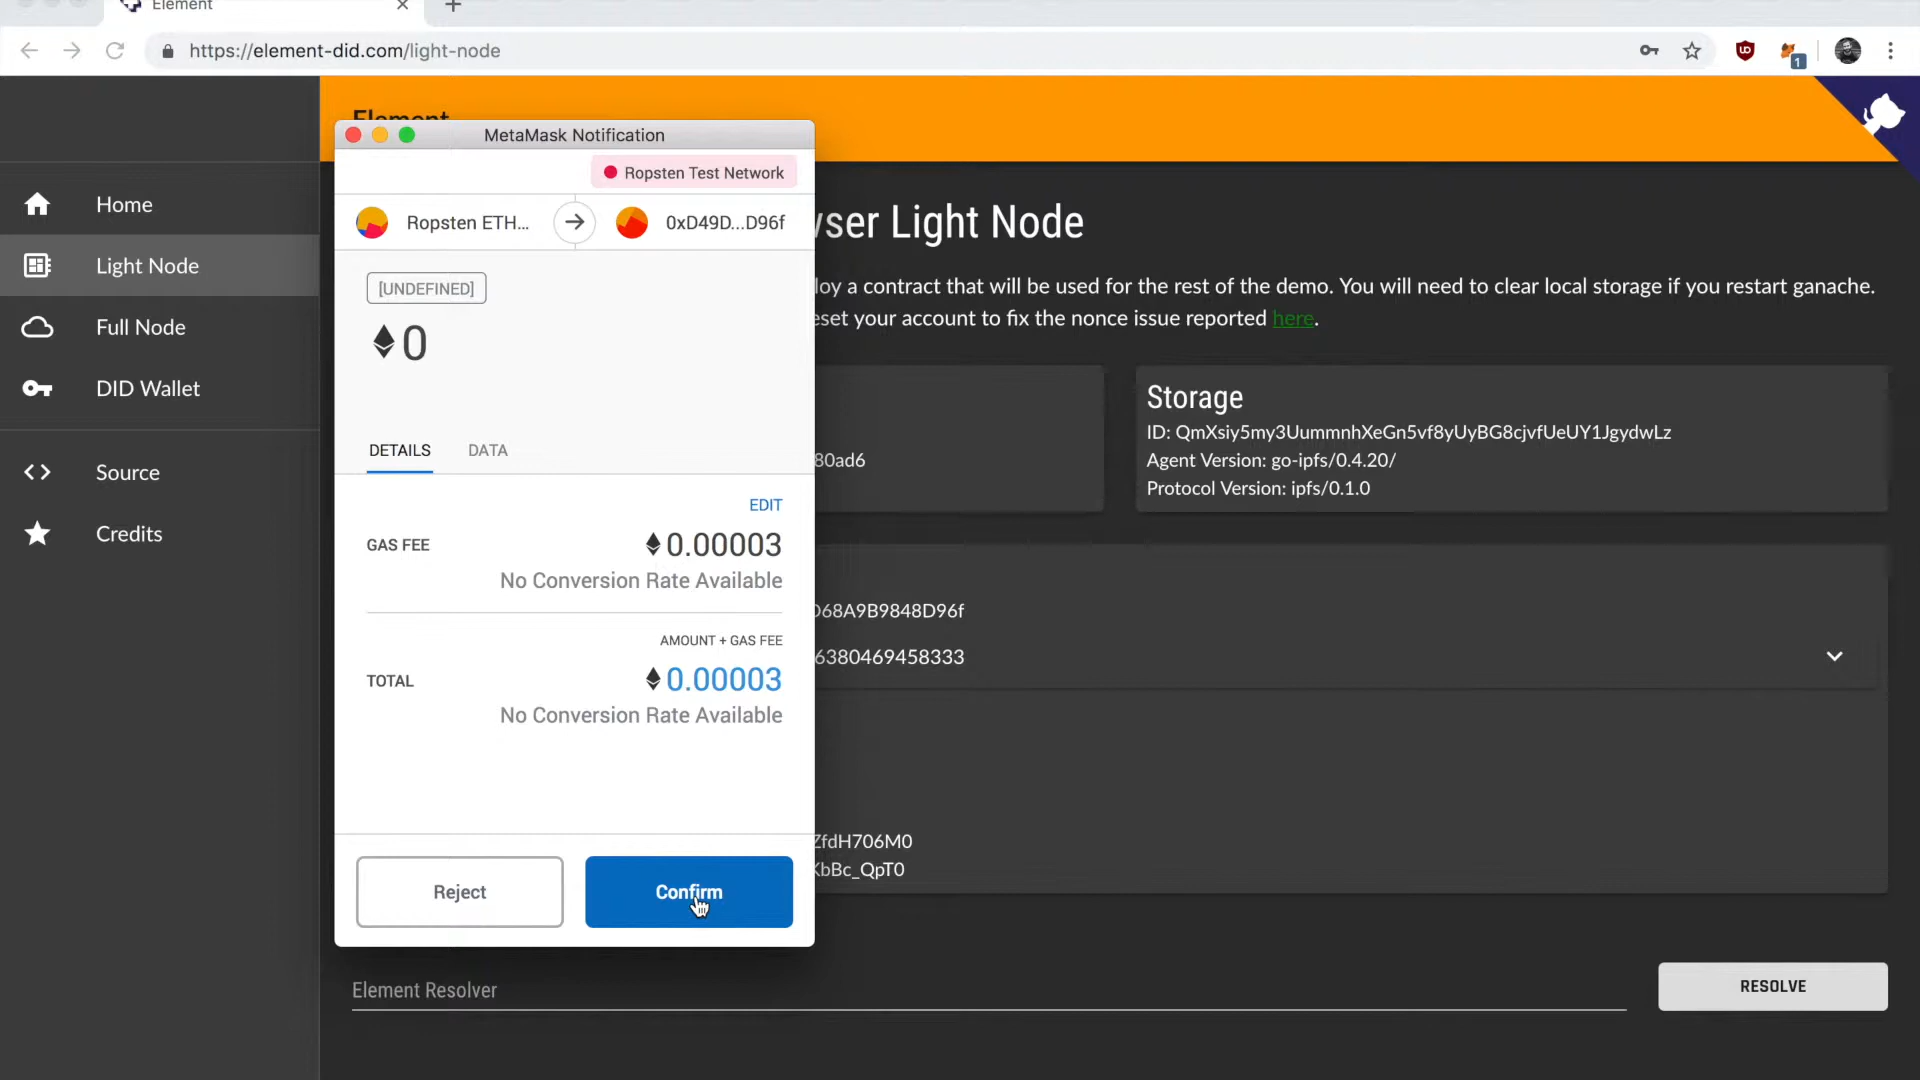 Element
https://element-did.com/light-node
1
Element
MetaMask Notification
Ropsten Test Network
Ropsten ETH... 0xD49D...D96f
[UNDEFINED]
0
DETAILS DATA
EDIT
GAS FEE 0.00003
No Conversion Rate Available
AMOUNT + GAS FEE
TOTAL 0.00003
No Conversion Rate Available
Reject Confirm
Home
Light Node
Full Node
DID Wallet
Source
Credits
Light Node
a contract that will be used for the rest of the demo. You will need to clear local storage if you restart ganache.
your account to fix the nonce issue reported here.
80ad6
Storage
ID: QmXsiy5my3UummnhXeGn5vf8yUyBG8cjvfUeUY1JgydwLz
Agent Version: go-ipfs/0.4.20/
Protocol Version: ipfs/0.1.0
D68A9B9848D96f
6380469458333
ZfdH706M0
KbBc_QpT0
Element Resolver
RESOLVE